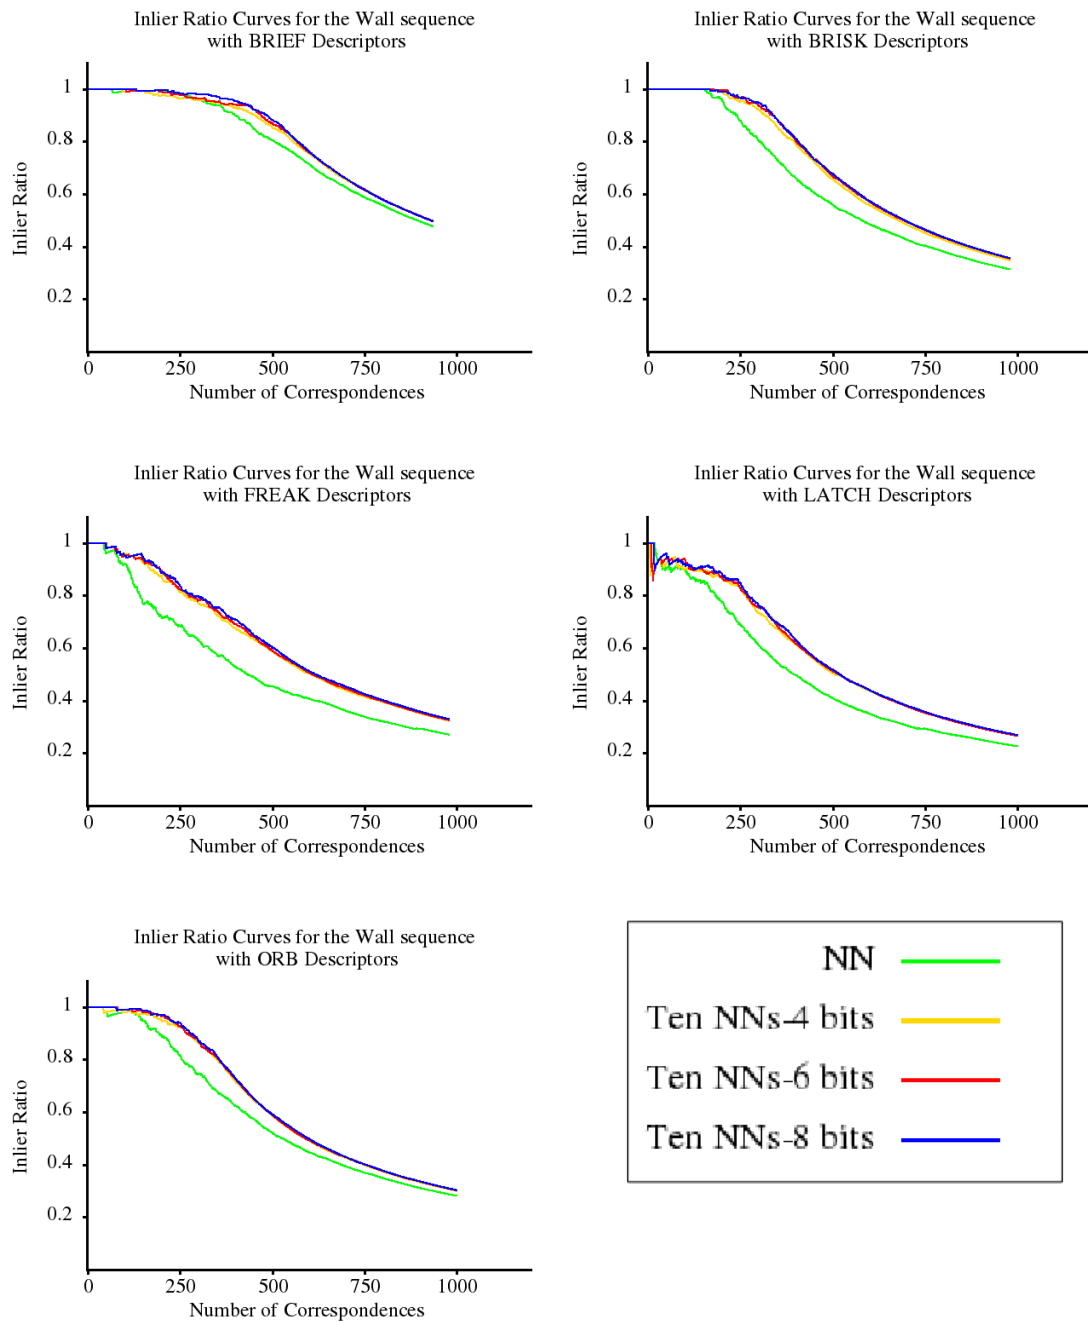 Inlier Ratio Curves for the Wall sequence
with BRIEF Descriptors
1
0.8
0.6
0.4
0.2
Inlier Ratio
0 250 500 750 1000
Number of Correspondences
Inlier Ratio Curves for the Wall sequence
with BRISK Descriptors
1
0.8
0.6
0.4
0.2
Inlier Ratio
0 250 500 750 1000
Number of Correspondences
Inlier Ratio Curves for the Wall sequence
with FREAK Descriptors
1
0.8
0.6
0.4
0.2
Inlier Ratio
0 250 500 750 1000
Number of Correspondences
Inlier Ratio Curves for the Wall sequence
with LATCH Descriptors
1
0.8
0.6
0.4
0.2
Inlier Ratio
0 250 500 750 1000
Number of Correspondences
Inlier Ratio Curves for the Wall sequence
with ORB Descriptors
1
0.8
0.6
0.4
0.2
Inlier Ratio
0 250 500 750 1000
Number of Correspondences
NN
Ten NNs-4 bits
Ten NNs-6 bits
Ten NNs-8 bits